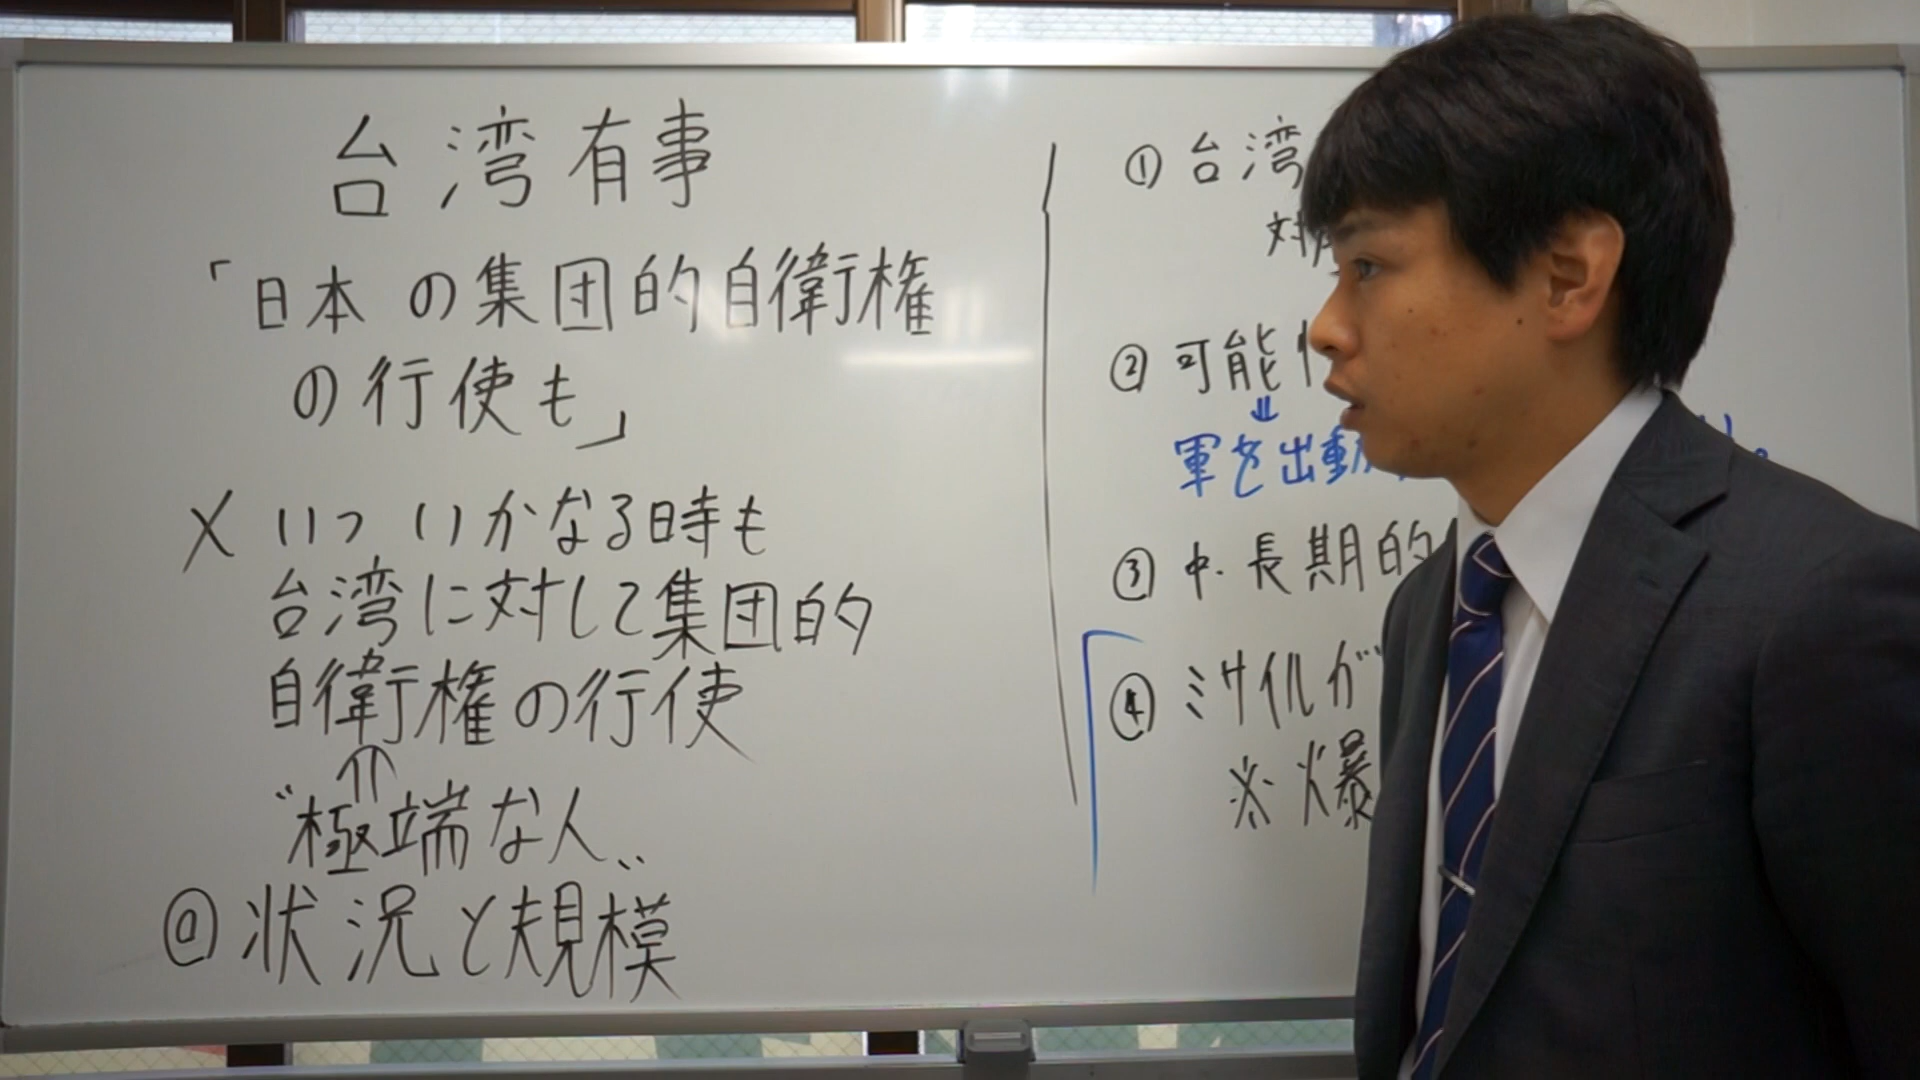 台湾有事
「日本の集団的自衛権
の行使も」
× いついかなる時も
台湾に対して集団的
自衛権の行使
⇑
〝極端な人〟
@状況と規模
① 台湾
対
② 可能
⇓
軍を出動
③ 中.長期的
④ ミサイルが
※爆